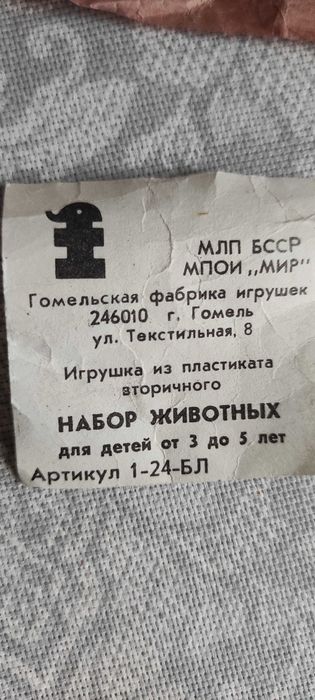 МЛП БССР
МПОИ „МИР"
Гомельская фабрика игрушек
246010 г. Гомель
ул. Текстильная, 8
Игрушка из пластиката
вторичного
НАБОР ЖИВОТНЫХ
для детей от 3 до 5 лет
Артикул 1-24-БЛ